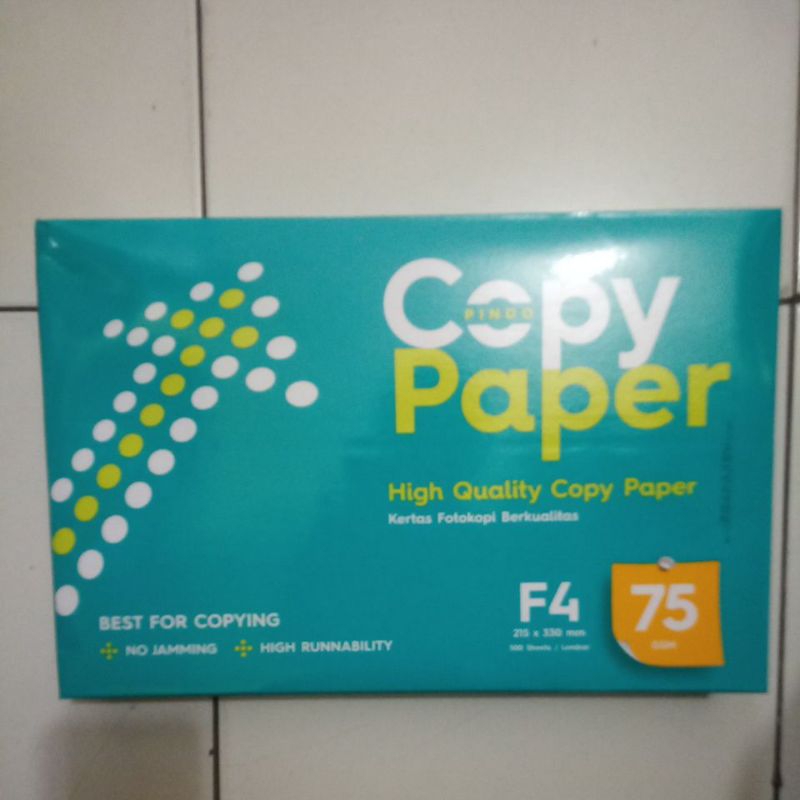 Copy
PINDO
Paper
High Quality Copy Paper
Kertas Fotokopi Berkualitas
BEST FOR COPYING
NO JAMMING HIGH RUNNABILITY
F4
215 x 330 mm
500 Sheets / Lembar
75
GSM